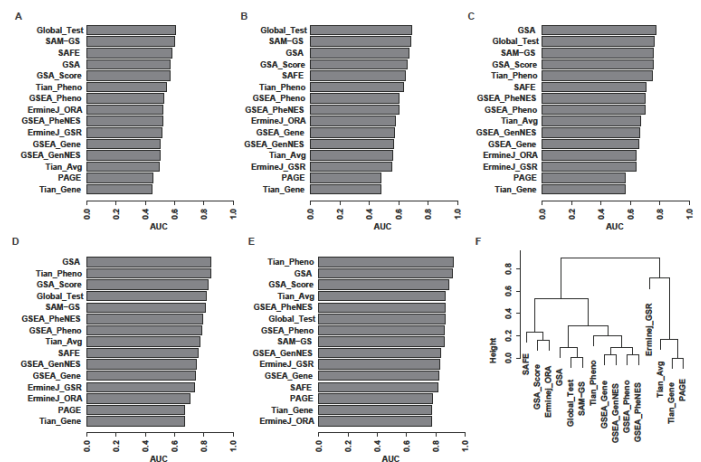 A
Global_Test
SAM-GS
SAFE
GSA
GSA_Score
Tian_Pheno
GSEA_Pheno
ErmineJ_ORA
GSEA_PheNES
ErmineJ_GSR
GSEA_Gene
GSEA_GenNES
Tian_Avg
PAGE
Tian_Gene
0.0 0.2 0.4 0.6 0.8 1.0
AUC
B
Global_Test
SAM-GS
GSA
GSA_Score
SAFE
Tian_Pheno
GSEA_Pheno
GSEA_PheNES
ErmineJ_ORA
GSEA_Gene
GSEA_GenNES
Tian_Avg
ErmineJ_GSR
PAGE
Tian_Gene
0.0 0.2 0.4 0.6 0.8 1.0
AUC
C
GSA
Global_Test
SAM-GS
GSA_Score
Tian_Pheno
SAFE
GSEA_PheNES
GSEA_Pheno
Tian_Avg
GSEA_GenNES
GSEA_Gene
ErmineJ_ORA
ErmineJ_GSR
PAGE
Tian_Gene
0.0 0.2 0.4 0.6 0.8 1.0
AUC
D
GSA
Tian_Pheno
GSA_Score
Global_Test
SAM-GS
GSEA_PheNES
GSEA_Pheno
Tian_Avg
SAFE
GSEA_GenNES
GSEA_Gene
ErmineJ_GSR
ErmineJ_ORA
PAGE
Tian_Gene
0.0 0.2 0.4 0.6 0.8 1.0
AUC
E
Tian_Pheno
GSA
GSA_Score
Tian_Avg
GSEA_PheNES
Global_Test
GSEA_Pheno
SAM-GS
GSEA_GenNES
ErmineJ_GSR
GSEA_Gene
SAFE
PAGE
Tian_Gene
ErmineJ_ORA
0.0 0.2 0.4 0.6 0.8 1.0
AUC
F
Height
0.0 0.2 0.4 0.6 0.8
SAFE
GSA_Score
Erminej_ORA
GSA
Global_Test
SAM-GS
Tian_Pheno
GSEA_Gene
GSEA_GenNES
GSEA_Pheno
GSEA_PheNES
Erminej_GSR
Tian_Avg
Tian_Gene
PAGE